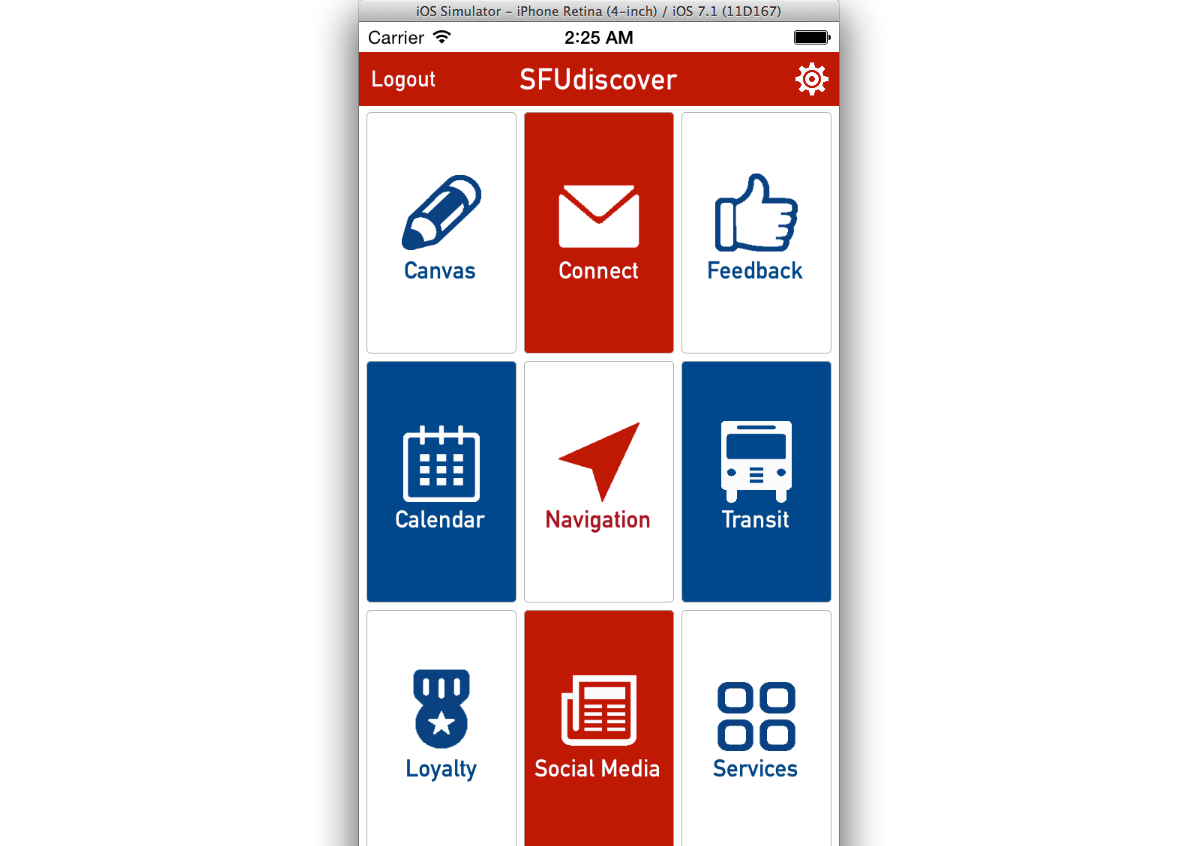 iOS Simulator – iPhone Retina (4-inch) / iOS 7.1 (11D167)
Carrier 2:25 AM
Logout SFUdiscover
Canvas Connect Feedback
Calendar Navigation Transit
Loyalty Social Media Services